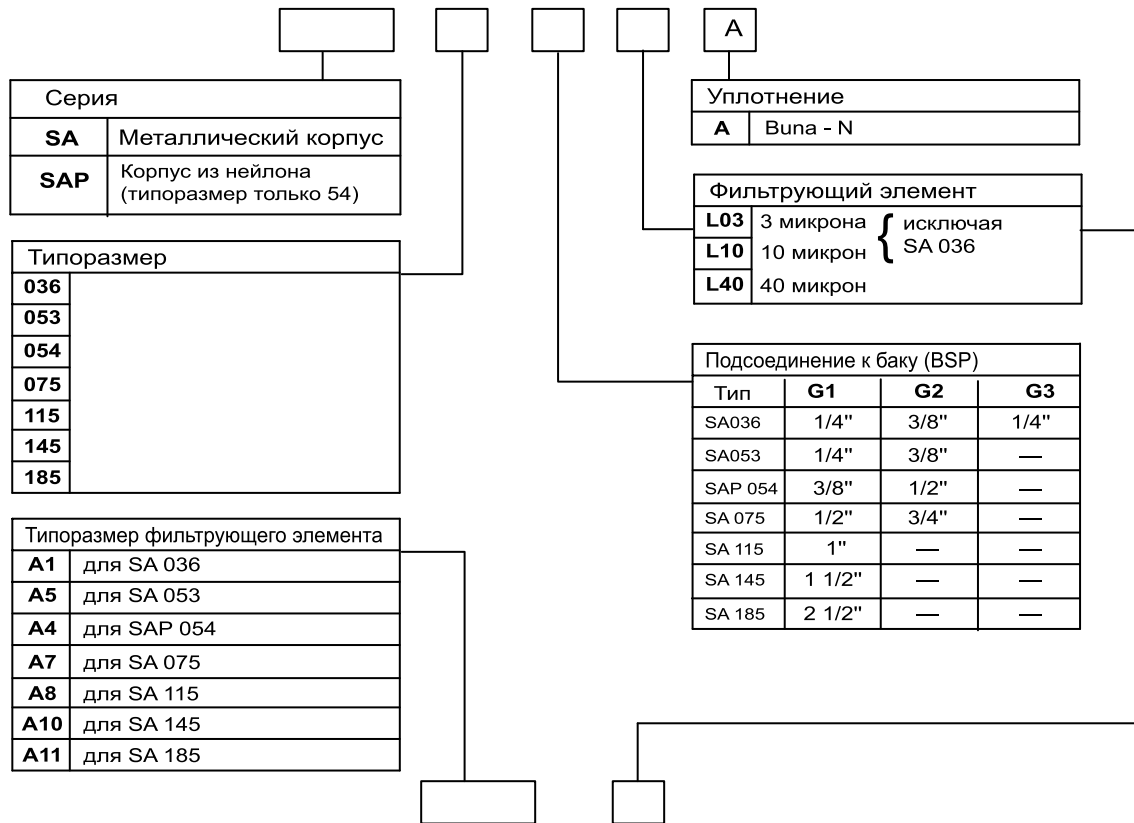 A
Серия
SA Металлический корпус
SAP Корпус из нейлона
(типоразмер только 54)
Типоразмер
036
053
054
075
115
145
185
Типоразмер фильтрующего элемента
A1 для SA 036
A5 для SA 053
A4 для SAP 054
A7 для SA 075
A8 для SA 115
A10 для SA 145
A11 для SA 185
Уплотнение
A Buna - N
Фильтрующий элемент
L03 3 микрона { исключая
L10 10 микрон SA 036
L40 40 микрон
Подсоединение к баку (BSP)
Тип G1 G2 G3
SA036 1/4" 3/8" 1/4"
SA053 1/4" 3/8" —
SAP 054 3/8" 1/2" —
SA 075 1/2" 3/4" —
SA 115 1" — —
SA 145 1 1/2" — —
SA 185 2 1/2" — —